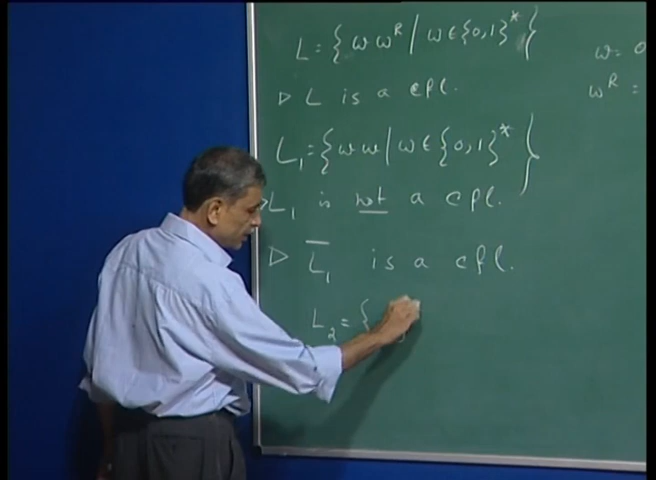 L = { w w^R | w ∈ {0,1}* }
w = 0
▷ L is a cfl.
w^R =
L₁ = { w w | w ∈ {0,1}* }
▷ L₁ is not a cfl.
▷ L̅₁ is a cfl.
L₂ = {